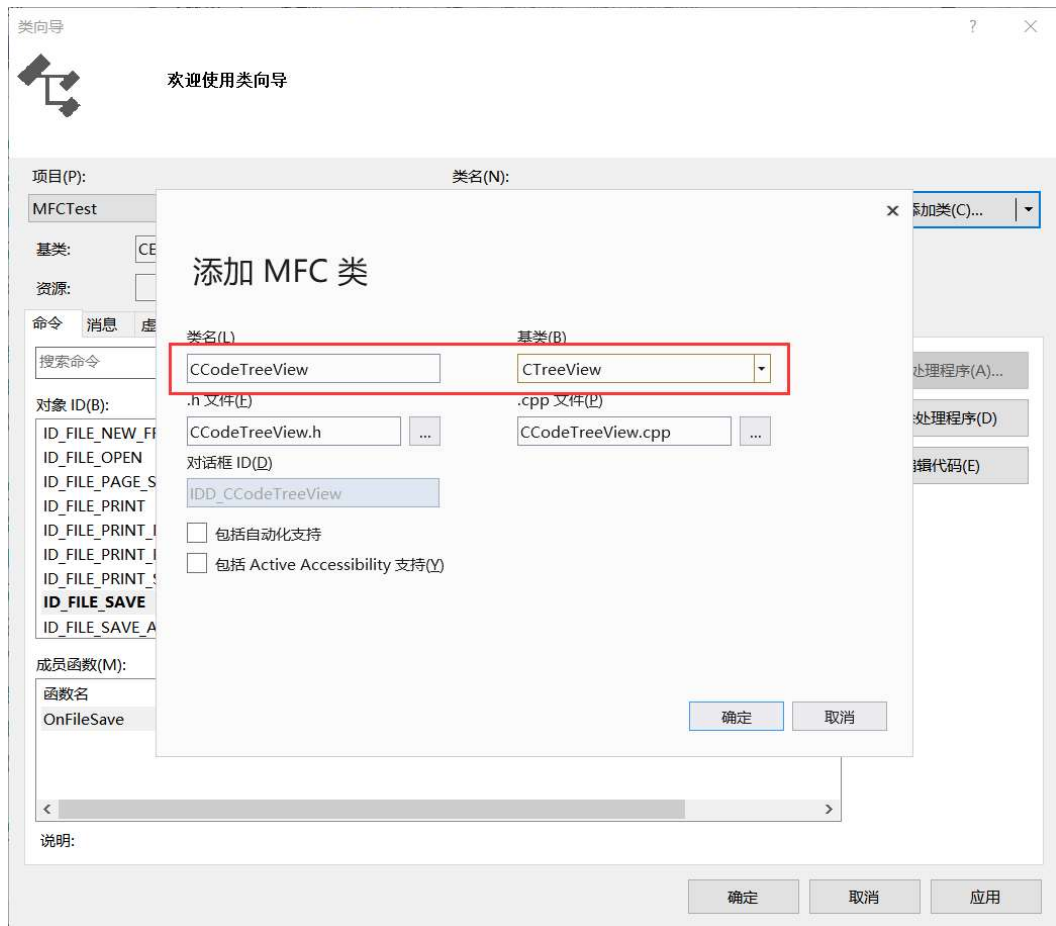 类向导
?
欢迎使用类向导
项目(P):
类名(N):
MFCTest
添加类(C)...
基类:
CE
资源:
命令 消息 虚
搜索命令
对象 ID(B):
ID_FILE_NEW_FR
ID_FILE_OPEN
ID_FILE_PAGE_S
ID_FILE_PRINT
ID_FILE_PRINT_
ID_FILE_PRINT_
ID_FILE_PRINT_
ID_FILE_SAVE
ID_FILE_SAVE_A
成员函数(M):
函数名
OnFileSave
说明:
添加 MFC 类
类名(L)
基类(B)
CCodeTreeView
CTreeView
.h 文件(F)
.cpp 文件(P)
CCodeTreeView.h
...
CCodeTreeView.cpp
...
对话框 ID(D)
IDD_CCodeTreeView
包括自动化支持
包括 Active Accessibility 支持(Y)
确定
取消
处理程序(A)...
处理程序(D)
编辑代码(E)
确定
取消
应用